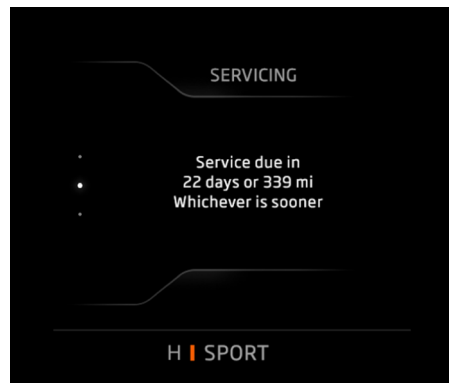 SERVICING
Service due in
22 days or 339 mi
Whichever is sooner
H SPORT